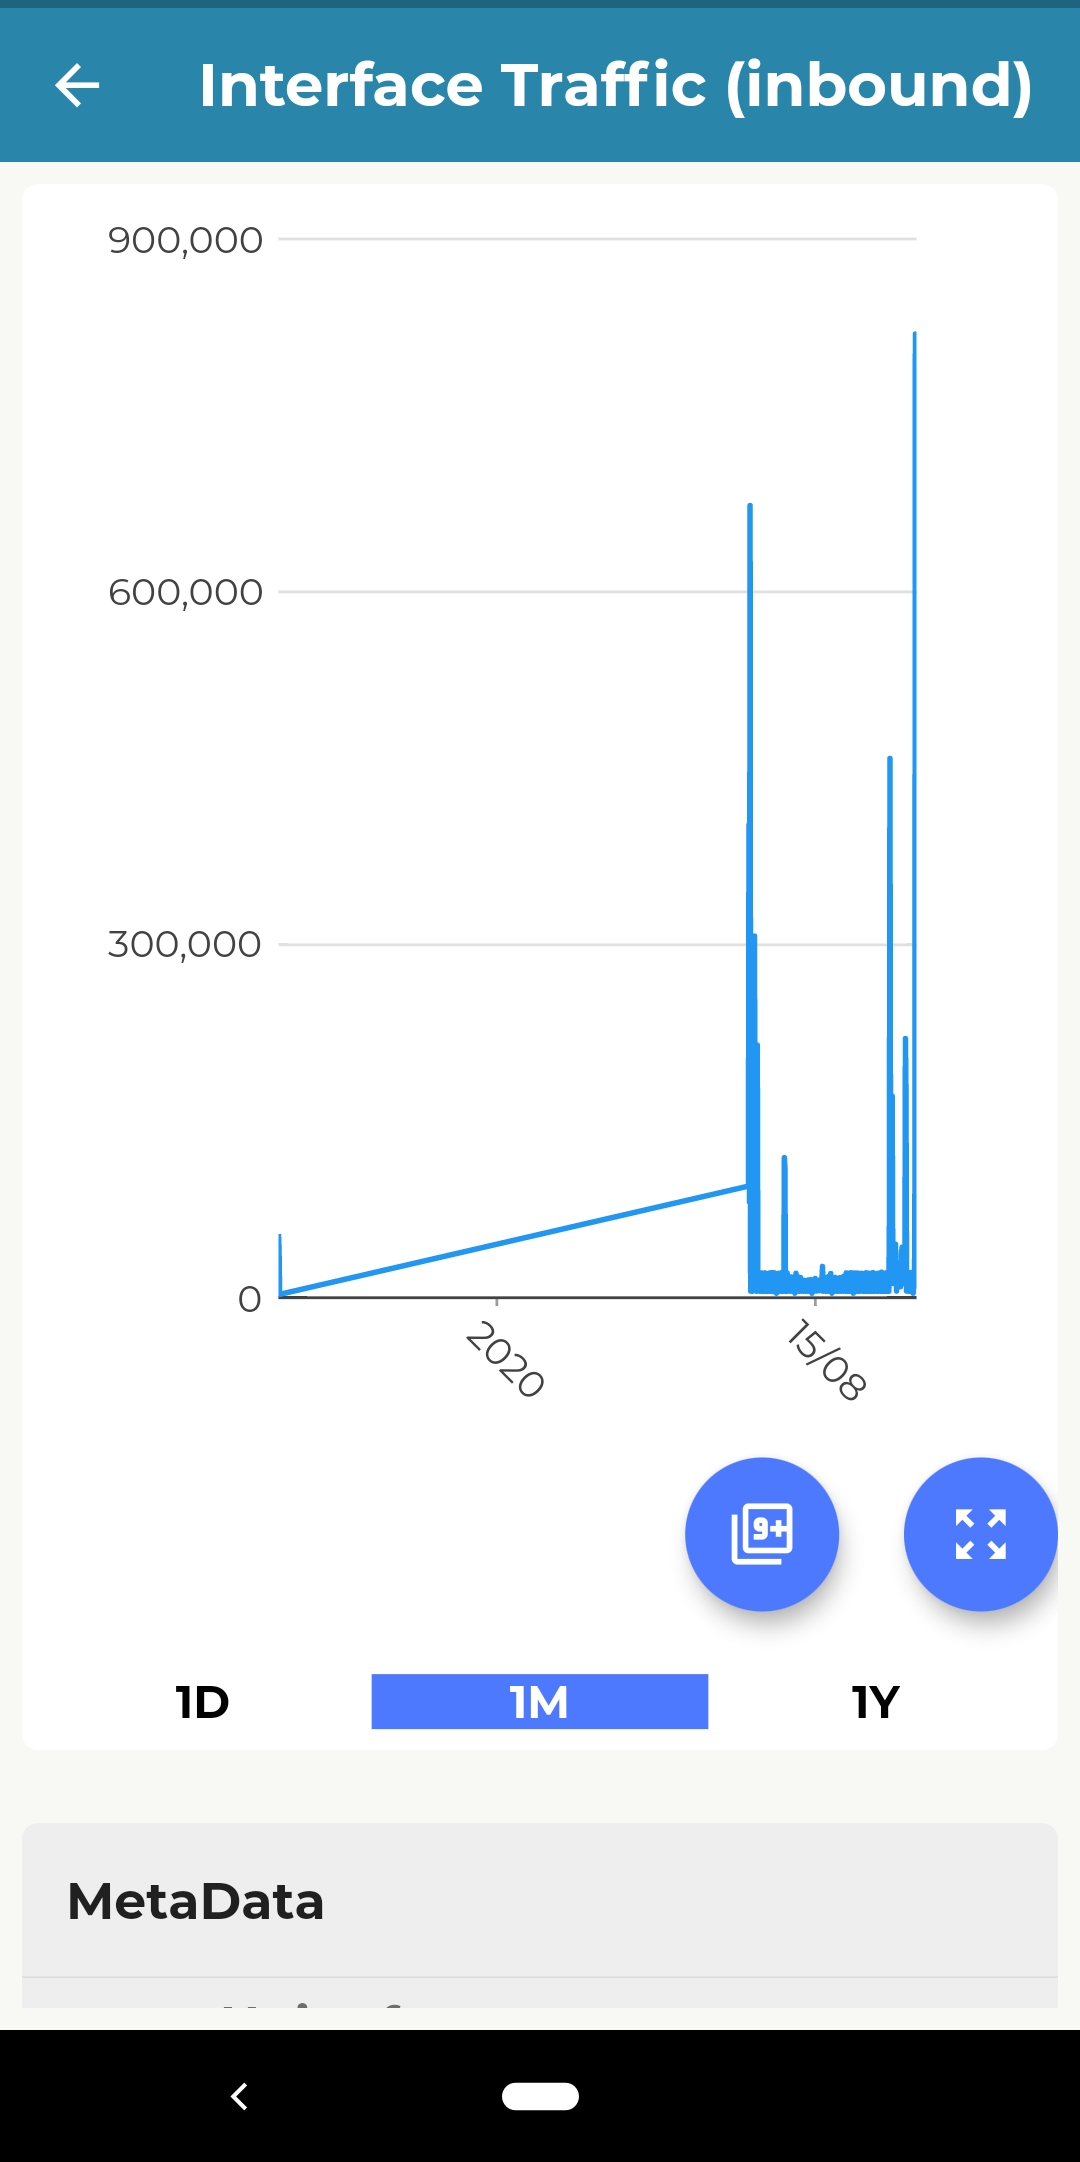 Interface Traffic (inbound)
900,000
600,000
300,000
0
2020
15/08
9+
1D
1M
1Y
MetaData